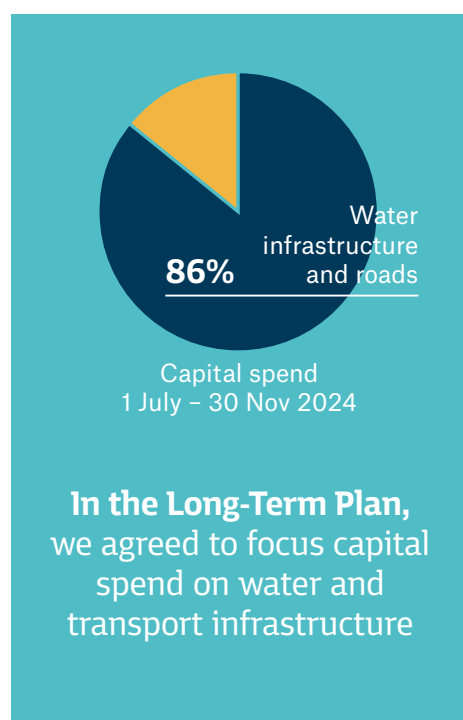 Water
infrastructure
86% and roads
Capital spend
1 July – 30 Nov 2024
In the Long-Term Plan,
we agreed to focus capital
spend on water and
transport infrastructure